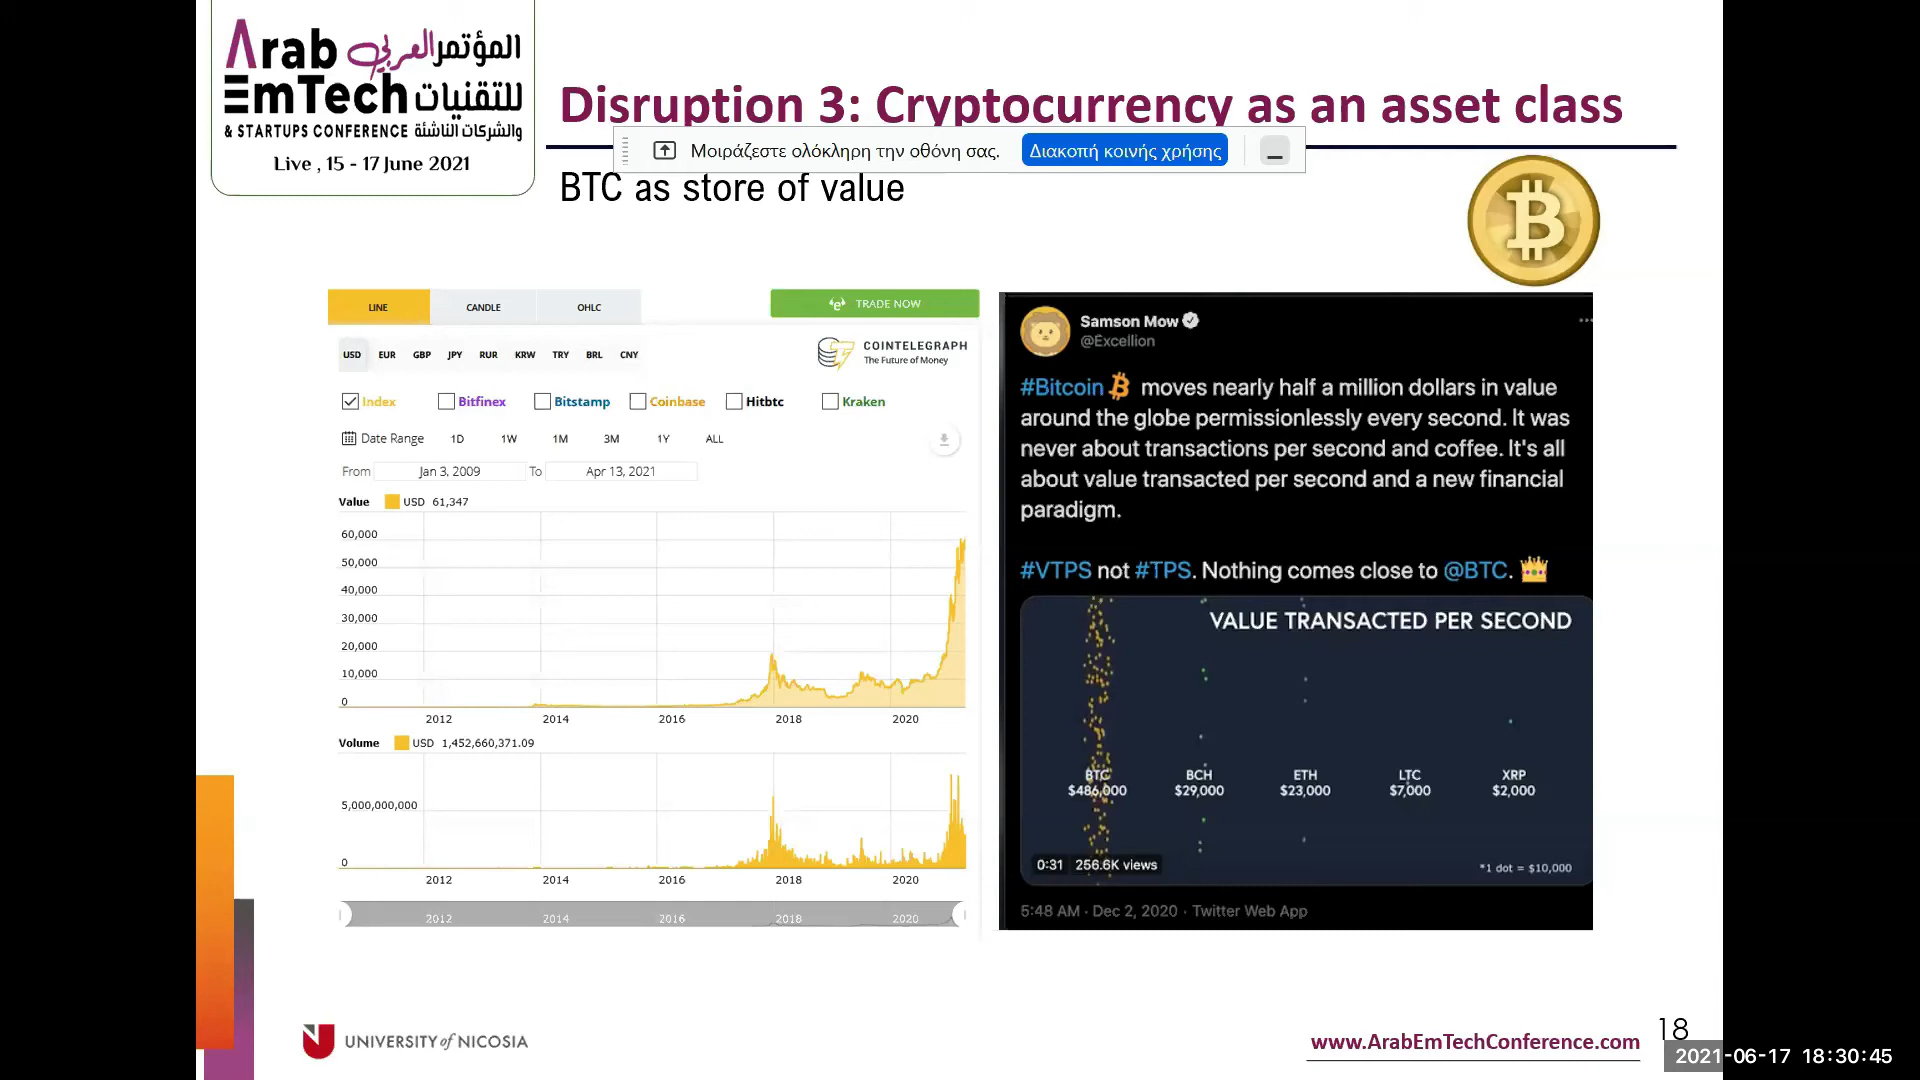 Arab المؤتمر العربي
EmTech للتقنيات
& STARTUPS CONFERENCE والشركات الناشئة
Live , 15 - 17 June 2021
Disruption 3: Cryptocurrency as an asset class
Μοιράζεστε ολόκληρη την οθόνη σας. Διακοπή κοινής χρήσης
BTC as store of value
LINE CANDLE OHLC TRADE NOW
USD EUR GBP JPY RUR KRW TRY BRL CNY
COINTELEGRAPH
The Future of Money
Index Bitfinex Bitstamp Coinbase Hitbtc Kraken
Date Range 1D 1W 1M 3M 1Y ALL
From Jan 3, 2009 To Apr 13, 2021
Value USD 61,347
60,000
50,000
40,000
30,000
20,000
10,000
0
2012 2014 2016 2018 2020
Volume USD 1,452,660,371.09
5,000,000,000
0
2012 2014 2016 2018 2020
2012 2014 2016 2018 2020
Samson Mow
@Excellion
#Bitcoin moves nearly half a million dollars in value
around the globe permissionlessly every second. It was
never about transactions per second and coffee. It's all
about value transacted per second and a new financial
paradigm.
#VTPS not #TPS. Nothing comes close to @BTC.
VALUE TRANSACTED PER SECOND
BTC BCH ETH LTC XRP
$486,000 $29,000 $23,000 $7,000 $2,000
0:31 256.6K views
*1 dot = $10,000
5:48 AM · Dec 2, 2020 · Twitter Web App
UNIVERSITY of NICOSIA
www.ArabEmTechConference.com
18
2021-06-17 18:30:45